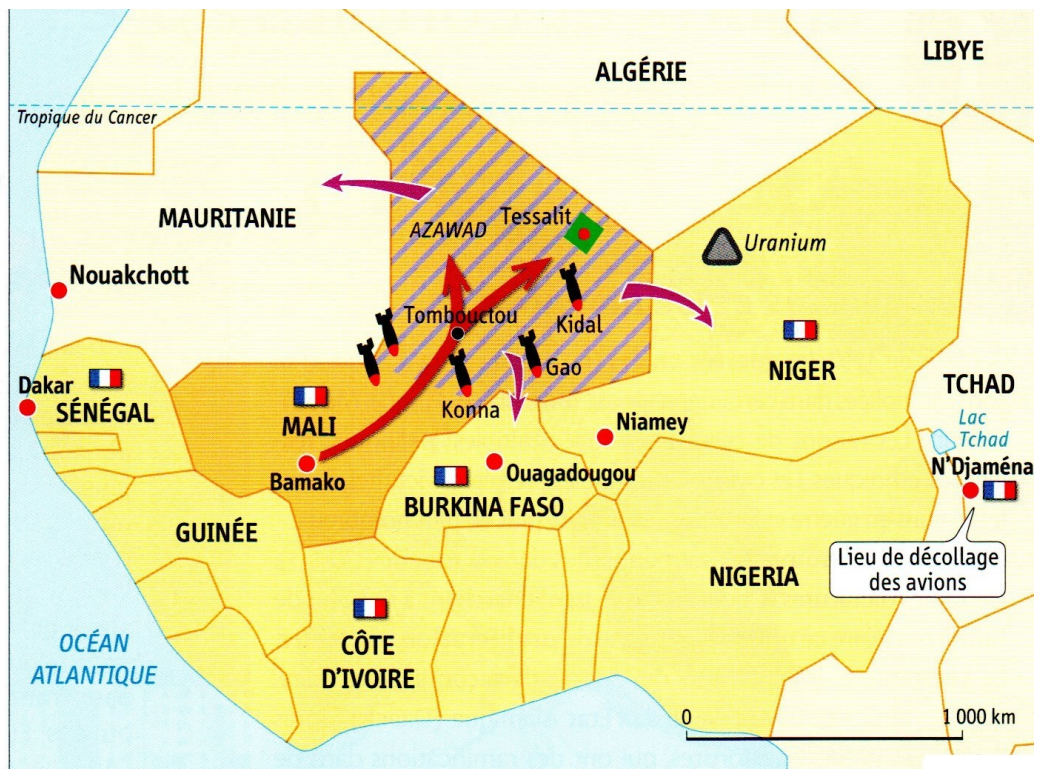 LIBYE
ALGÉRIE
Tropique du Cancer
MAURITANIE
AZAWAD
Tessalit
Uranium
Nouakchott
Tombouctou
Kidal
Gao
NIGER
Dakar
SÉNÉGAL
MALI
Konna
TCHAD
Lac
Tchad
Niamey
Bamako
Ouagadougou
N'Djaména
BURKINA FASO
GUINÉE
Lieu de décollage
des avions
NIGERIA
OCÉAN
ATLANTIQUE
CÔTE
D'IVOIRE
0 1 000 km